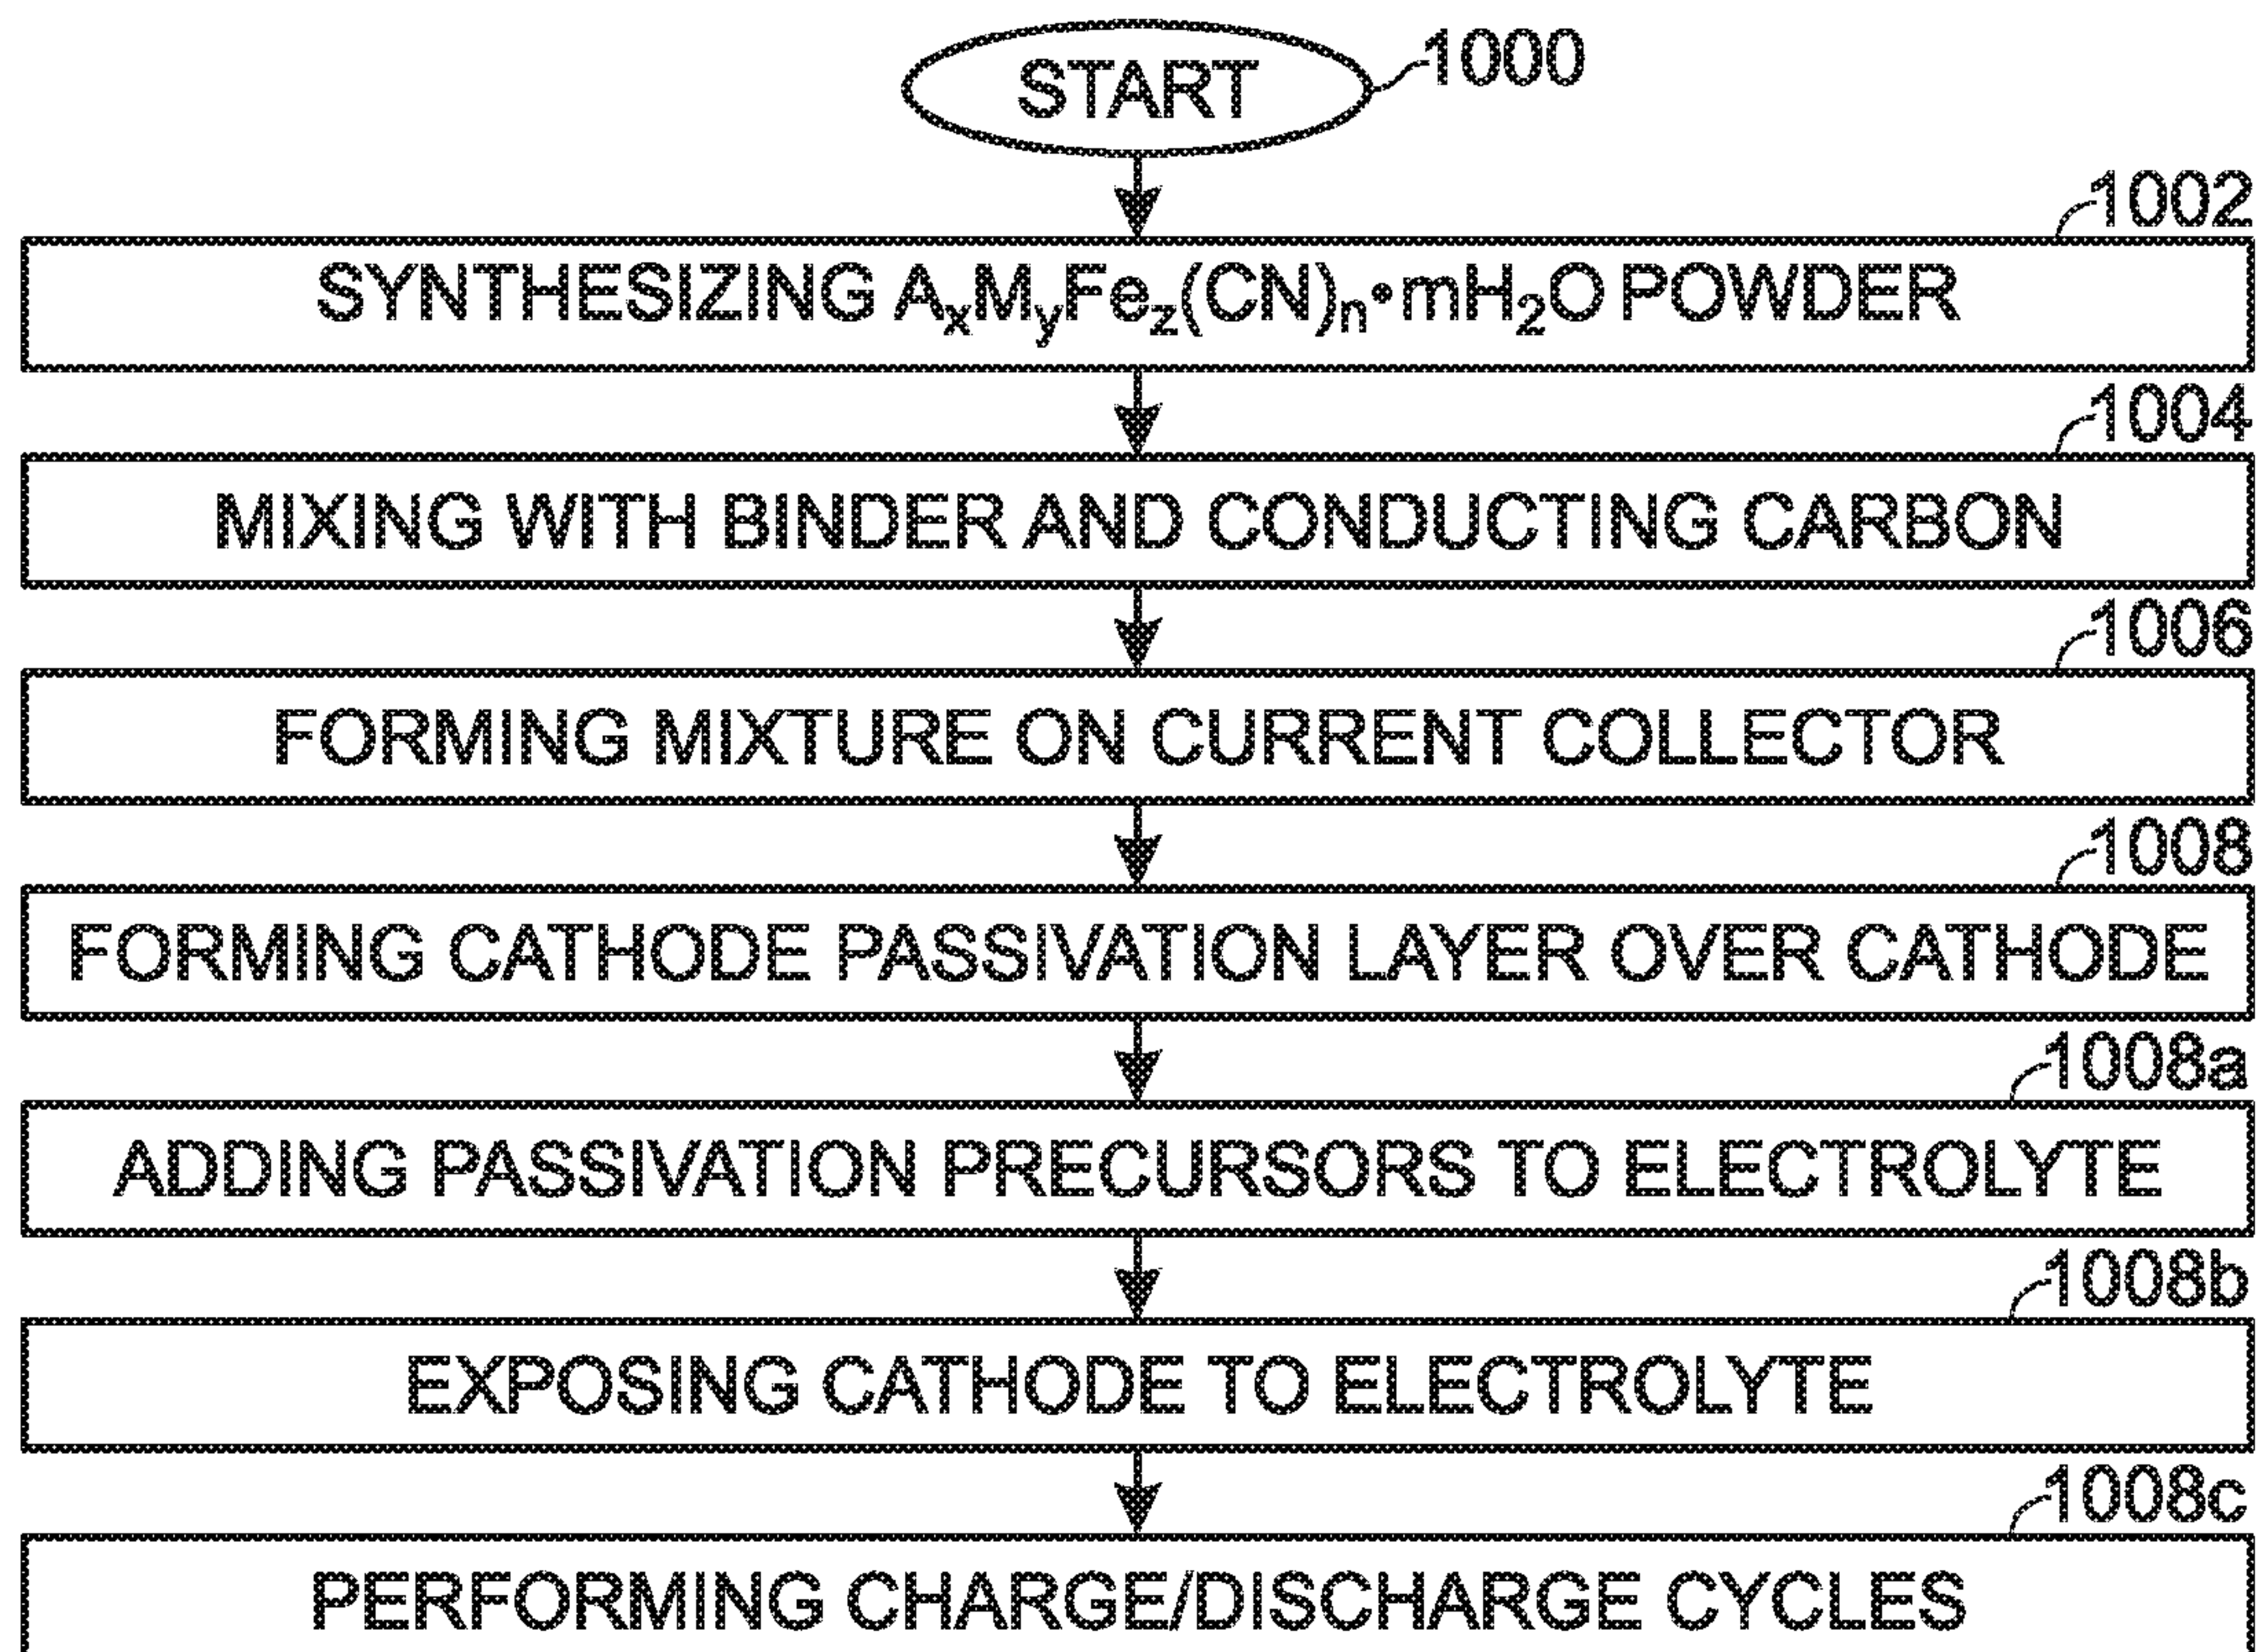 START 1000
1002
SYNTHESIZING AₓMᵧFe_z(CN)ₙ•mH₂O POWDER
1004
MIXING WITH BINDER AND CONDUCTING CARBON
1006
FORMING MIXTURE ON CURRENT COLLECTOR
1008
FORMING CATHODE PASSIVATION LAYER OVER CATHODE
1008a
ADDING PASSIVATION PRECURSORS TO ELECTROLYTE
1008b
EXPOSING CATHODE TO ELECTROLYTE
1008c
PERFORMING CHARGE/DISCHARGE CYCLES